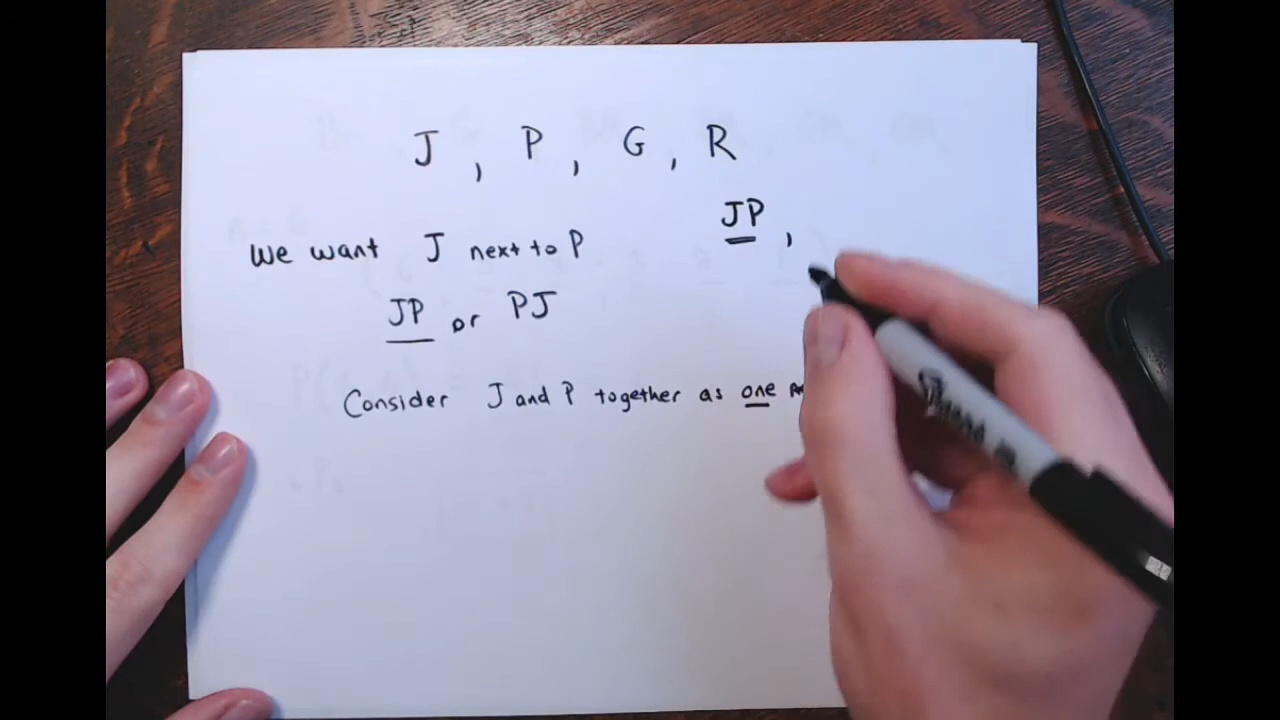 J , P , G , R
JP ,
We want J next to P
JP or PJ
Consider J and P together as one